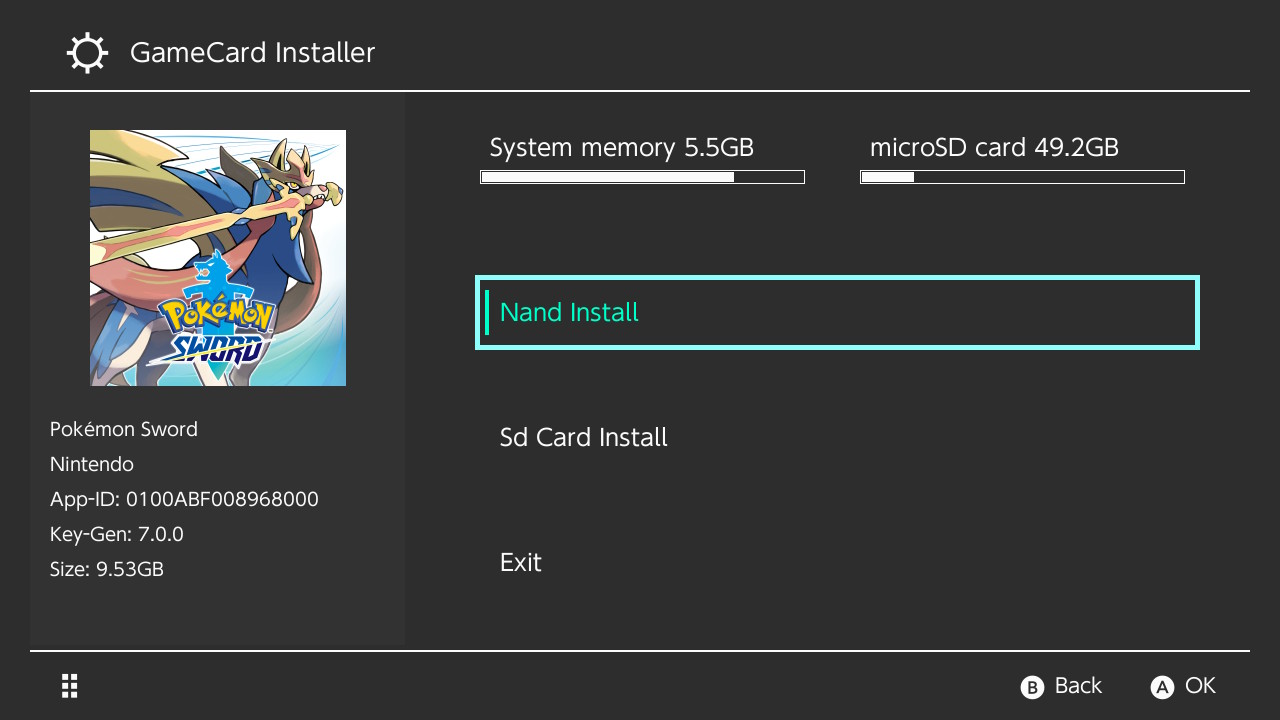 GameCard Installer
System memory 5.5GB
microSD card 49.2GB
POKéMON
SWORD
Nand Install
Pokémon Sword
Sd Card Install
Nintendo
App-ID: 0100ABF008968000
Key-Gen: 7.0.0
Size: 9.53GB
Exit
B Back
A OK